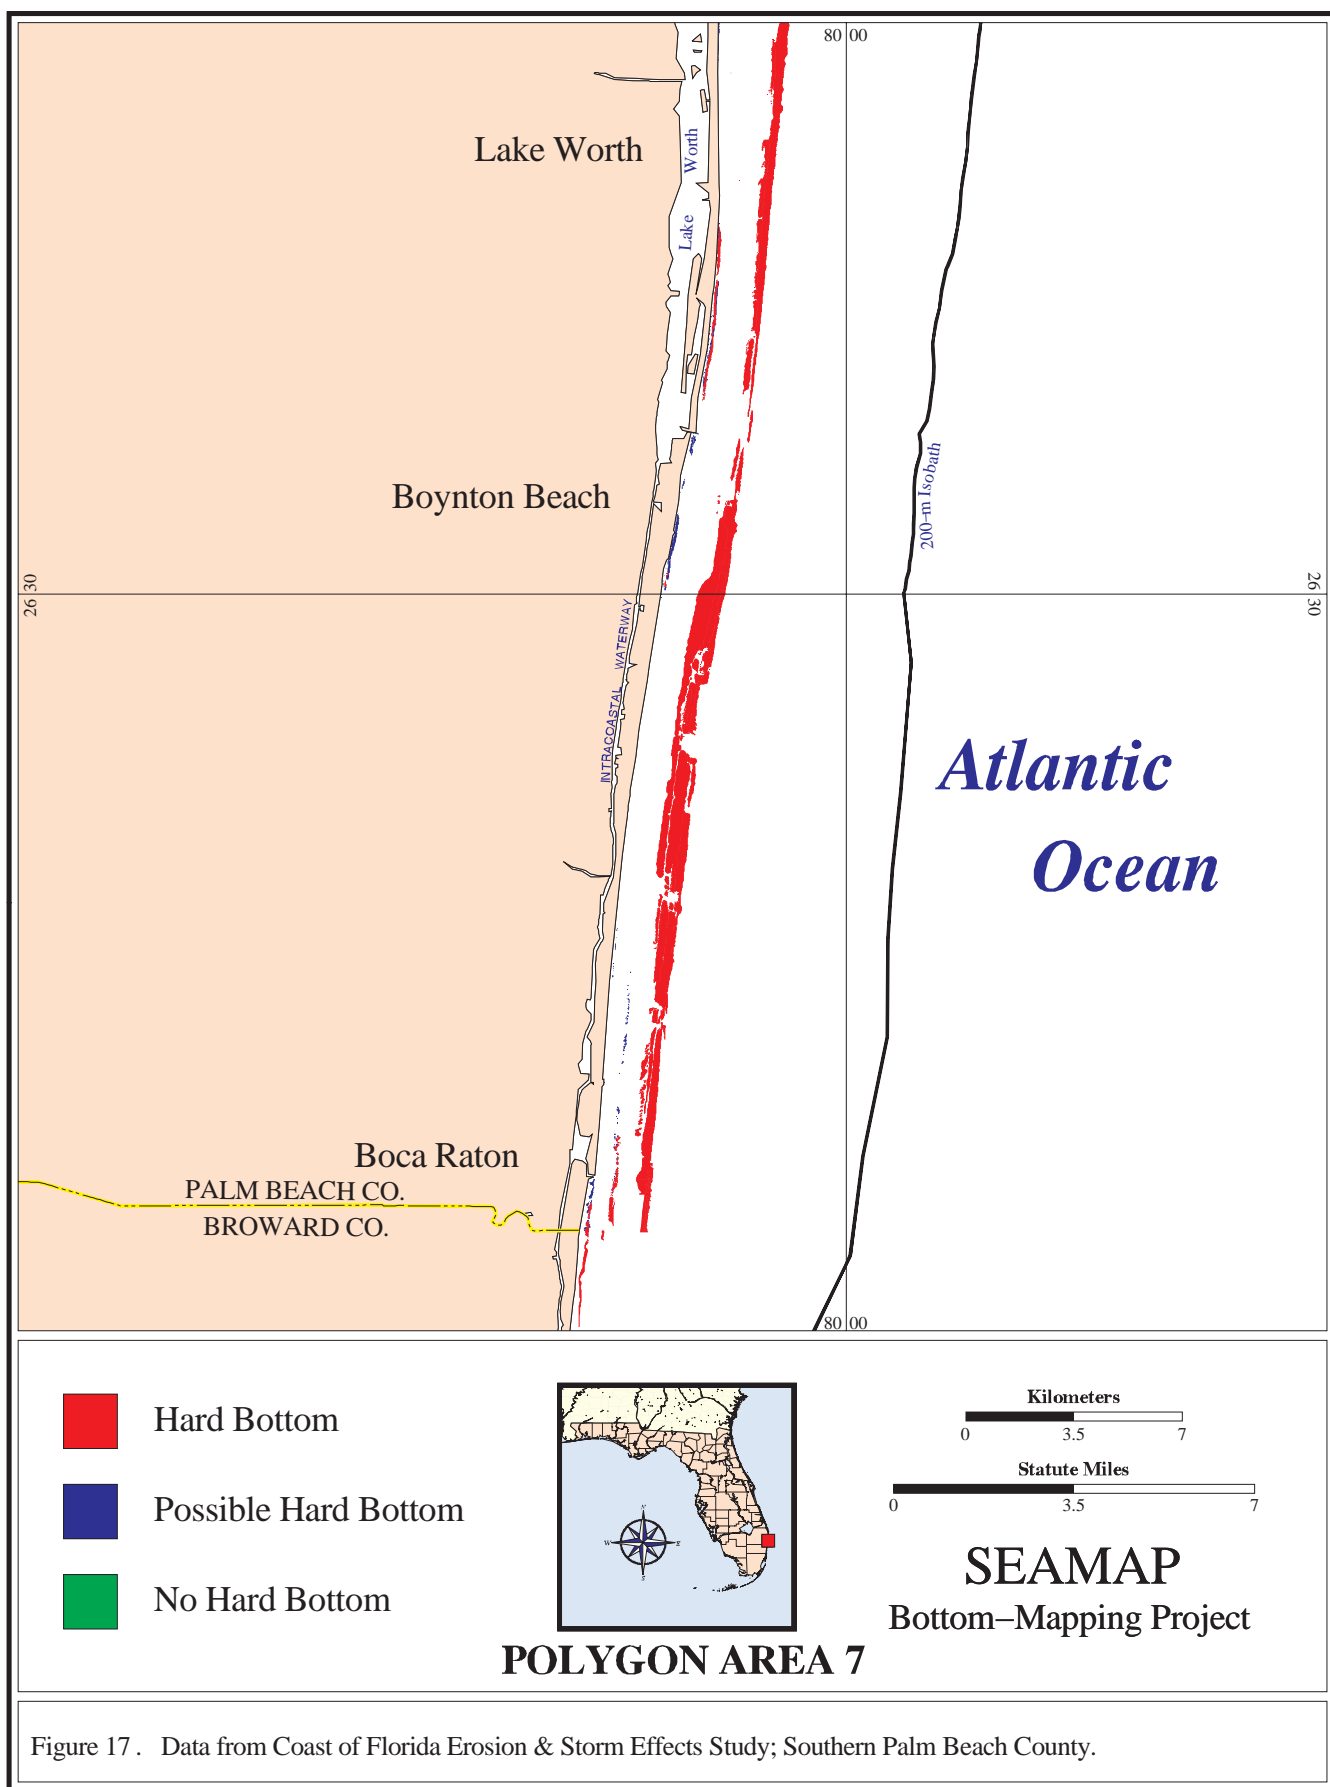 80 00
Lake Worth
Worth
Lake
Boynton Beach
200-m Isobath
26 30
26 30
INTRACOASTAL WATERWAY
Atlantic
Ocean
Boca Raton
PALM BEACH CO.
BROWARD CO.
80 00
Hard Bottom
Possible Hard Bottom
No Hard Bottom
N
W
E
S
POLYGON AREA 7
Kilometers
0 3.5 7
Statute Miles
0 3.5 7
SEAMAP
Bottom-Mapping Project
Figure 17. Data from Coast of Florida Erosion & Storm Effects Study; Southern Palm Beach County.